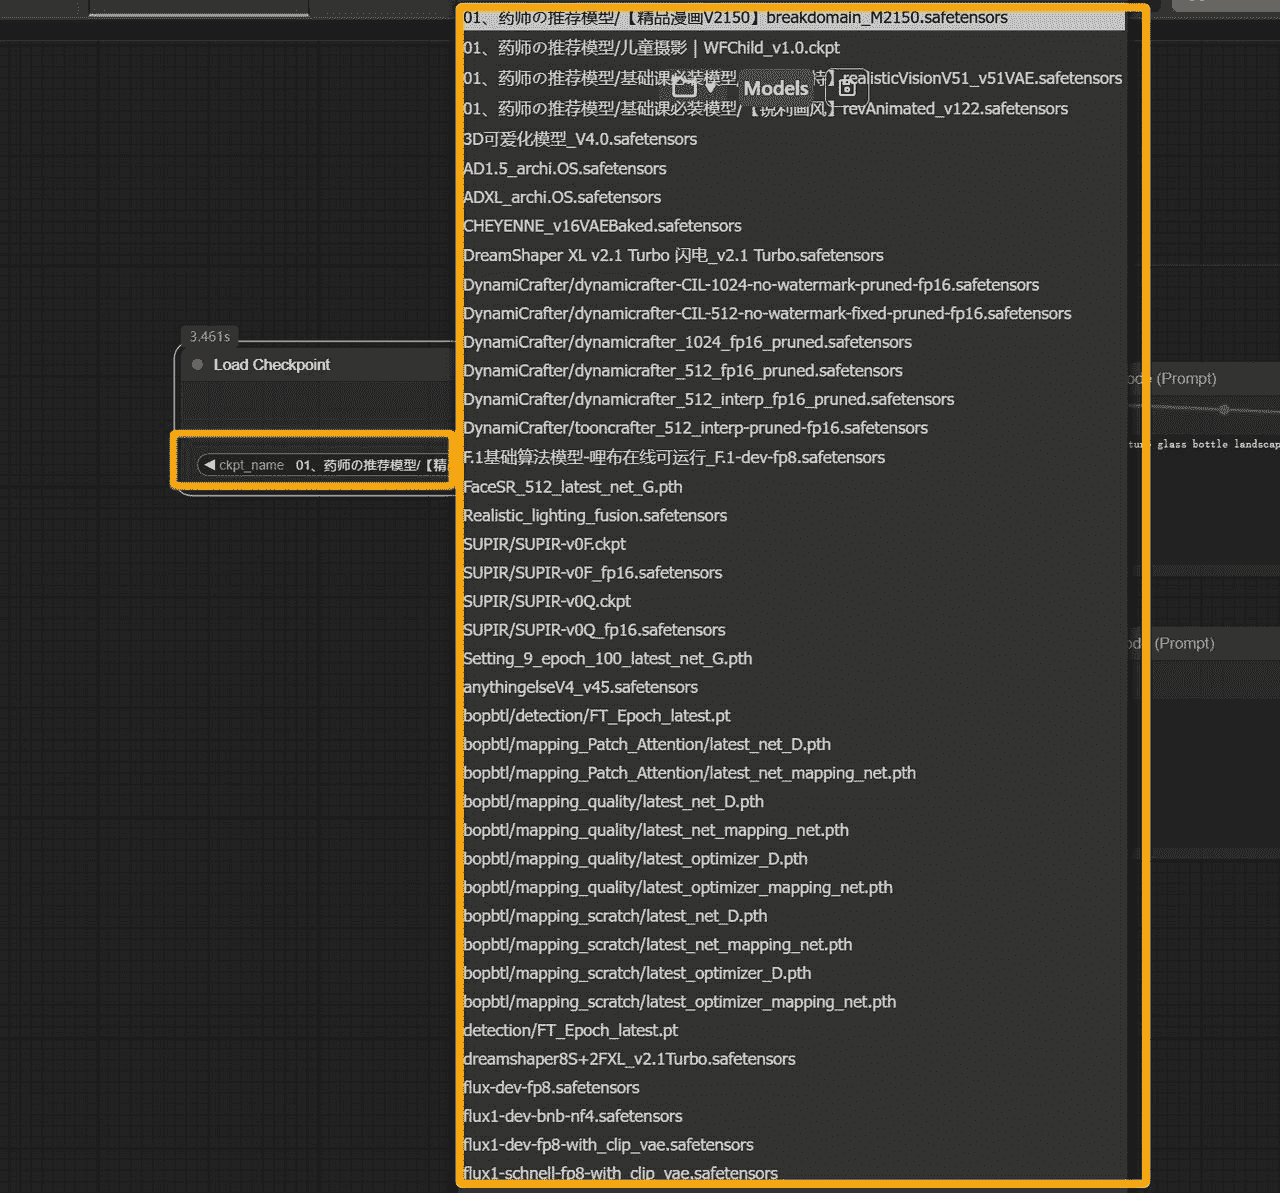 01、药师の推荐模型/【精品漫画V2150】breakdomain_M2150.safetensors
01、药师の推荐模型/儿童摄影 | WFChild_v1.0.ckpt
01、药师の推荐模型/基础课必装模型 持】realisticVisionV51_v51VAE.safetensors
Models
01、药师の推荐模型/基础课必装模型/【锐利画风】revAnimated_v122.safetensors
3D可爱化模型_V4.0.safetensors
AD1.5_archi.OS.safetensors
ADXL_archi.OS.safetensors
CHEYENNE_v16VAEBaked.safetensors
DreamShaper XL v2.1 Turbo 闪电_v2.1 Turbo.safetensors
DynamiCrafter/dynamicrafter-CIL-1024-no-watermark-pruned-fp16.safetensors
DynamiCrafter/dynamicrafter-CIL-512-no-watermark-fixed-pruned-fp16.safetensors
DynamiCrafter/dynamicrafter_1024_fp16_pruned.safetensors
DynamiCrafter/dynamicrafter_512_fp16_pruned.safetensors
DynamiCrafter/dynamicrafter_512_interp_fp16_pruned.safetensors
DynamiCrafter/tooncrafter_512_interp-pruned-fp16.safetensors
F.1基础算法模型-哩布在线可运行_F.1-dev-fp8.safetensors
FaceSR_512_latest_net_G.pth
Realistic_lighting_fusion.safetensors
SUPIR/SUPIR-v0F.ckpt
SUPIR/SUPIR-v0F_fp16.safetensors
SUPIR/SUPIR-v0Q.ckpt
SUPIR/SUPIR-v0Q_fp16.safetensors
Setting_9_epoch_100_latest_net_G.pth
anythingelseV4_v45.safetensors
bopbtl/detection/FT_Epoch_latest.pt
bopbtl/mapping_Patch_Attention/latest_net_D.pth
bopbtl/mapping_Patch_Attention/latest_net_mapping_net.pth
bopbtl/mapping_quality/latest_net_D.pth
bopbtl/mapping_quality/latest_net_mapping_net.pth
bopbtl/mapping_quality/latest_optimizer_D.pth
bopbtl/mapping_quality/latest_optimizer_mapping_net.pth
bopbtl/mapping_scratch/latest_net_D.pth
bopbtl/mapping_scratch/latest_net_mapping_net.pth
bopbtl/mapping_scratch/latest_optimizer_D.pth
bopbtl/mapping_scratch/latest_optimizer_mapping_net.pth
detection/FT_Epoch_latest.pt
dreamshaper8S+2FXL_v2.1Turbo.safetensors
flux-dev-fp8.safetensors
flux1-dev-bnb-nf4.safetensors
flux1-dev-fp8-with_clip_vae.safetensors
flux1-schnell-fp8-with_clip_vae.safetensors
3.461s
Load Checkpoint
ckpt_name 01、药师の推荐模型/【精
ode (Prompt)
glass bottle landscap
(Prompt)